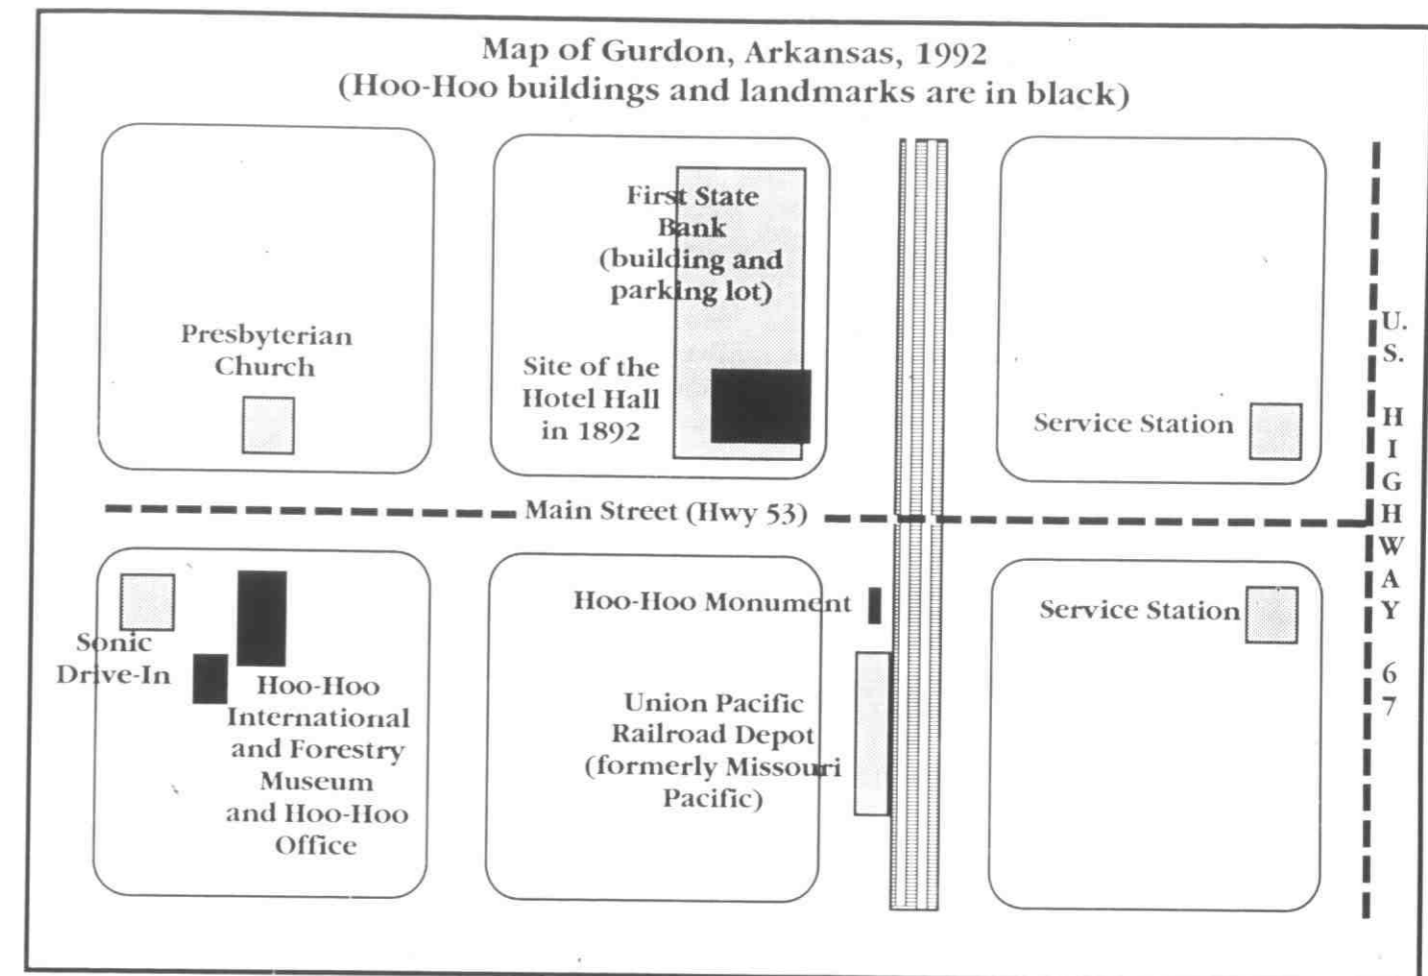 Map of Gurdon, Arkansas, 1992
(Hoo-Hoo buildings and landmarks are in black)
First State
Bank
(building and
parking lot)
Presbyterian
Church
Site of the
Hotel Hall
in 1892
Service Station
U.S. HIGHWAY 67
Main Street (Hwy 53)
Hoo-Hoo Monument
Service Station
Sonic
Drive-In
Hoo-Hoo
International
and Forestry
Museum
and Hoo-Hoo
Office
Union Pacific
Railroad Depot
(formerly Missouri
Pacific)